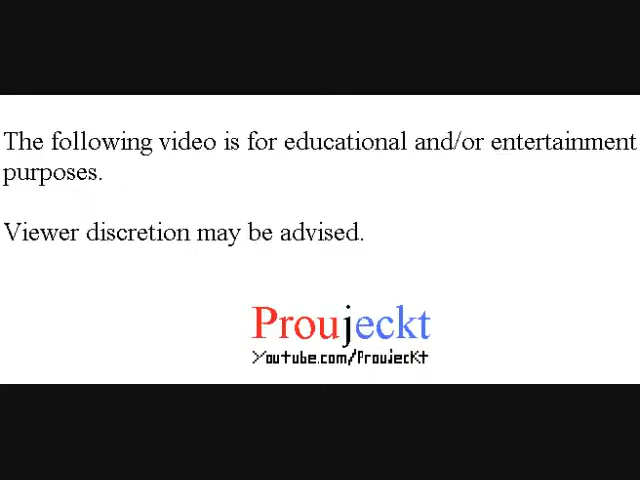 The following video is for educational and/or entertainment
purposes.
Viewer discretion may be advised.
Proujeckt
Youtube.com/ProujecKt